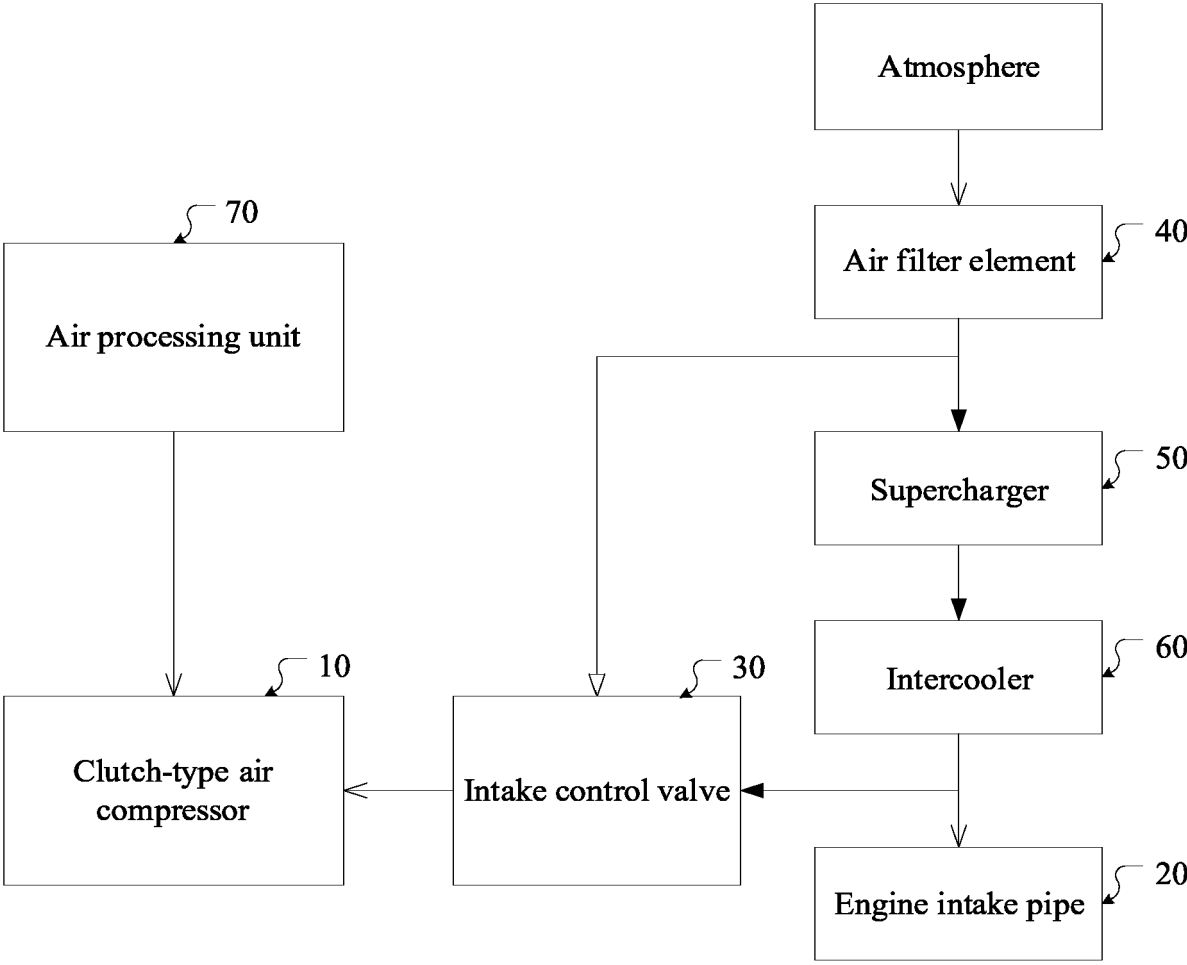 Atmosphere
70
40
Air filter element
Air processing unit
50
Supercharger
10
30
60
Intercooler
Clutch-type air
compressor
Intake control valve
20
Engine intake pipe